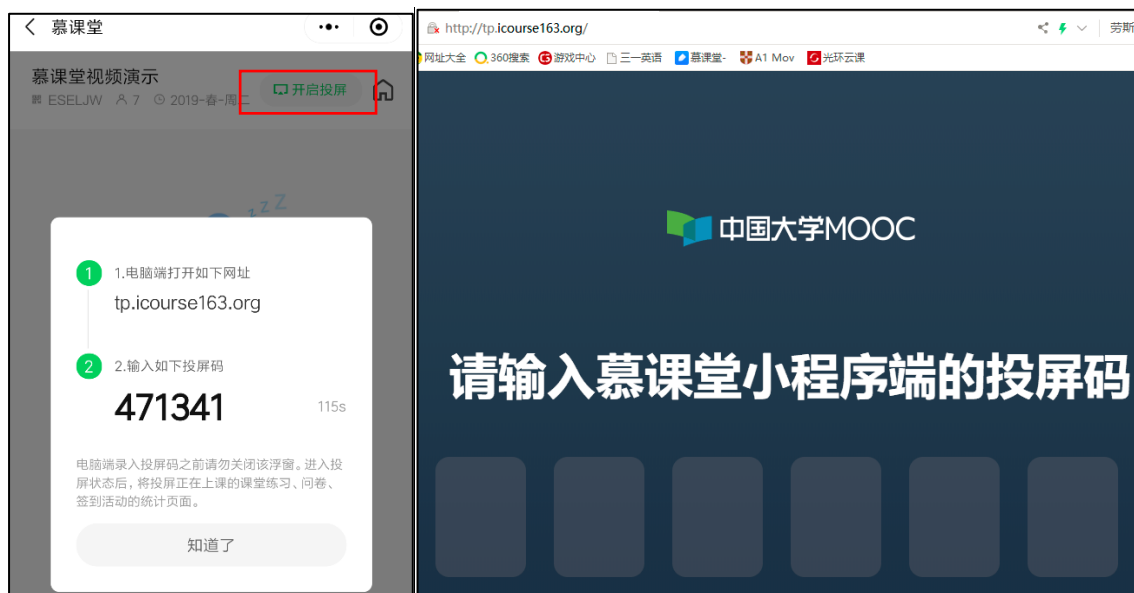 慕课堂
慕课堂视频演示
ESELJW 7 2019-春-周二
开启投屏
zzZ
1
1.电脑端打开如下网址
tp.icourse163.org
2
2.输入如下投屏码
471341
115s
电脑端录入投屏码之前请勿关闭该浮窗。进入投
屏状态后，将投屏正在上课的课堂练习、问卷、
签到活动的统计页面。
知道了
http://tp.icourse163.org/
劳斯
网址大全 360搜索 游戏中心 三一英语 慕课堂- A1 Mov 光环云课
中国大学MOOC
请输入慕课堂小程序端的投屏码